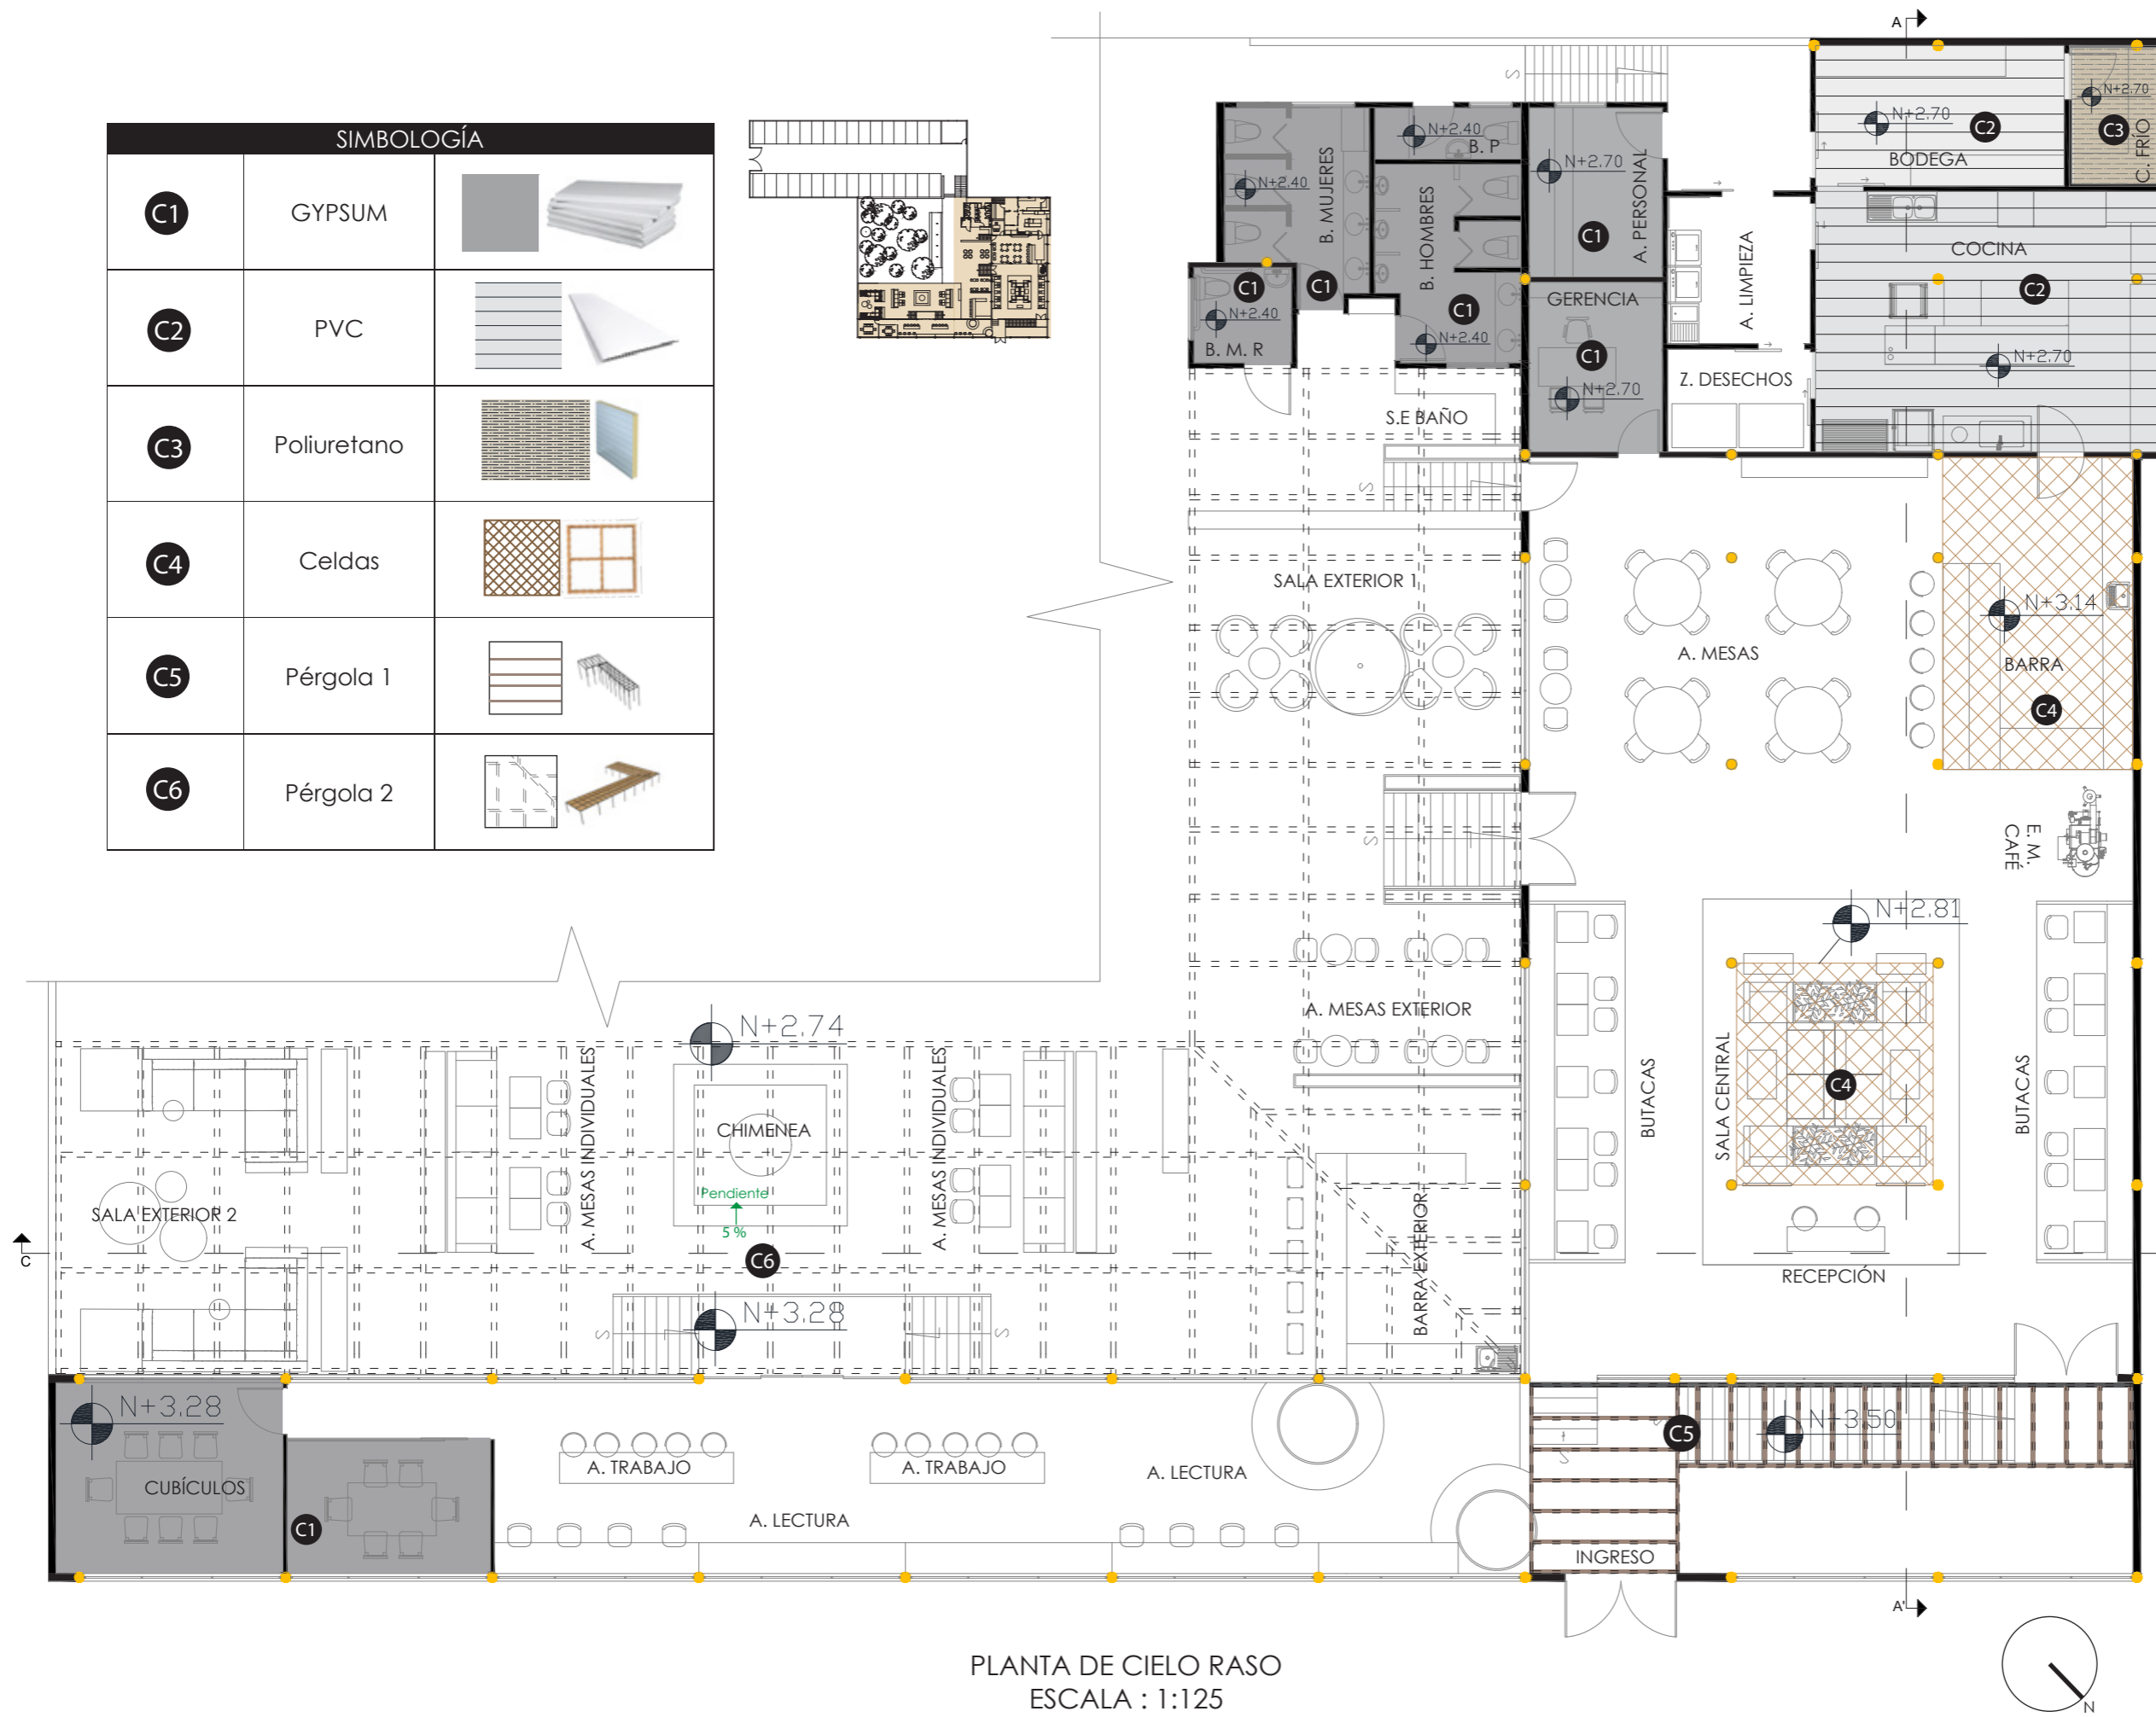 SIMBOLOGÍA
C1 GYPSUM
C2 PVC
C3 Poliuretano
C4 Celdas
C5 Pérgola 1
C6 Pérgola 2
A
N+2.70
C2
BODEGA
N+2.70
C3
C. FRÍO
N+2.40
B. MUJERES
C1
N+2.40
B. P
B. HOMBRES
C1
N+2.40
N+2.70
A. PERSONAL
C1
C1
N+2.40
B. M. R
GERENCIA
C1
N+2.70
A. LIMPIEZA
Z. DESECHOS
COCINA
C2
N+2.70
S
S.E BAÑO
S
SALA EXTERIOR 1
A. MESAS
N+3.14
BARRA
C4
E. M.
CAFÉ
S
N+2.81
A. MESAS EXTERIOR
BUTACAS
SALA CENTRAL
C4
BUTACAS
RECEPCIÓN
N+2.74
A. MESAS INDIVIDUALES
CHIMENEA
Pendiente
5 %
A. MESAS INDIVIDUALES
SALA EXTERIOR 2
C
C6
BARRA EXTERIOR
S
N+3.28
S
N+3.28
CUBÍCULOS
C1
A. TRABAJO
A. TRABAJO
A. LECTURA
A. LECTURA
S
S
C5
N+3.50
INGRESO
A'
N
PLANTA DE CIELO RASO
ESCALA : 1:125